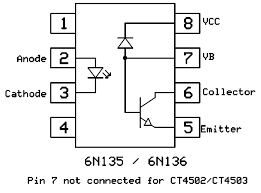 1 8 VCC
Anode 2 7 VB
Cathode 3 6 Collector
4 5 Emitter
6N135 / 6N136
Pin 7 not connected for CT4502/CT4503